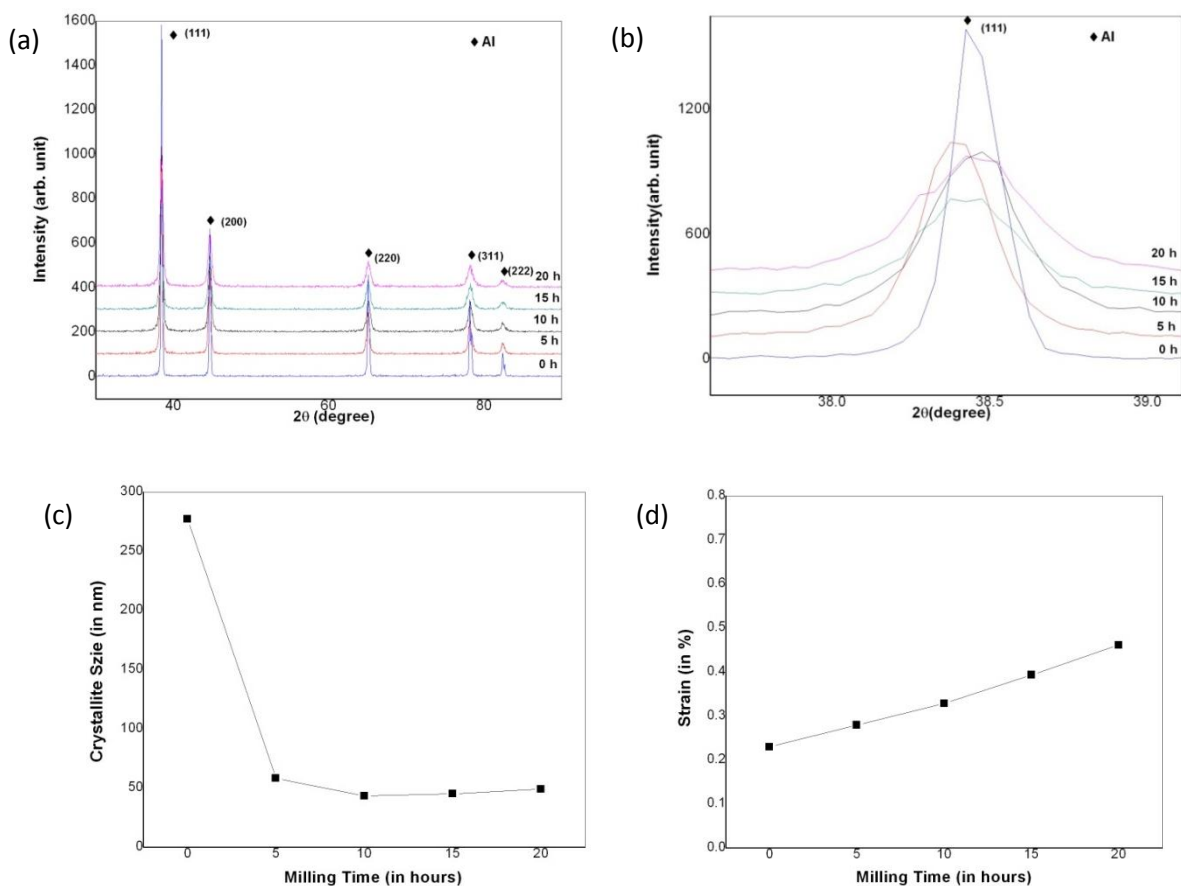 (a)
1600
1400
1200
1000
800
600
400
200
0
Intensity (arb. unit)
(111)
Al
(200)
(220)
(311)
(222)
20 h
15 h
10 h
5 h
0 h
40
60
80
2θ (degree)
(b)
1200
600
0
Intensity(arb. unit)
(111)
Al
20 h
15 h
10 h
5 h
0 h
38.0
38.5
39.0
2θ(degree)
(c)
300
250
200
150
100
50
0
Crystallite Szie (in nm)
0 5 10 15 20
Milling Time (in hours)
(d)
0.8
0.7
0.6
0.5
0.4
0.3
0.2
0.1
0.0
Strain (in %)
0 5 10 15 20
Milling Time (in hours)